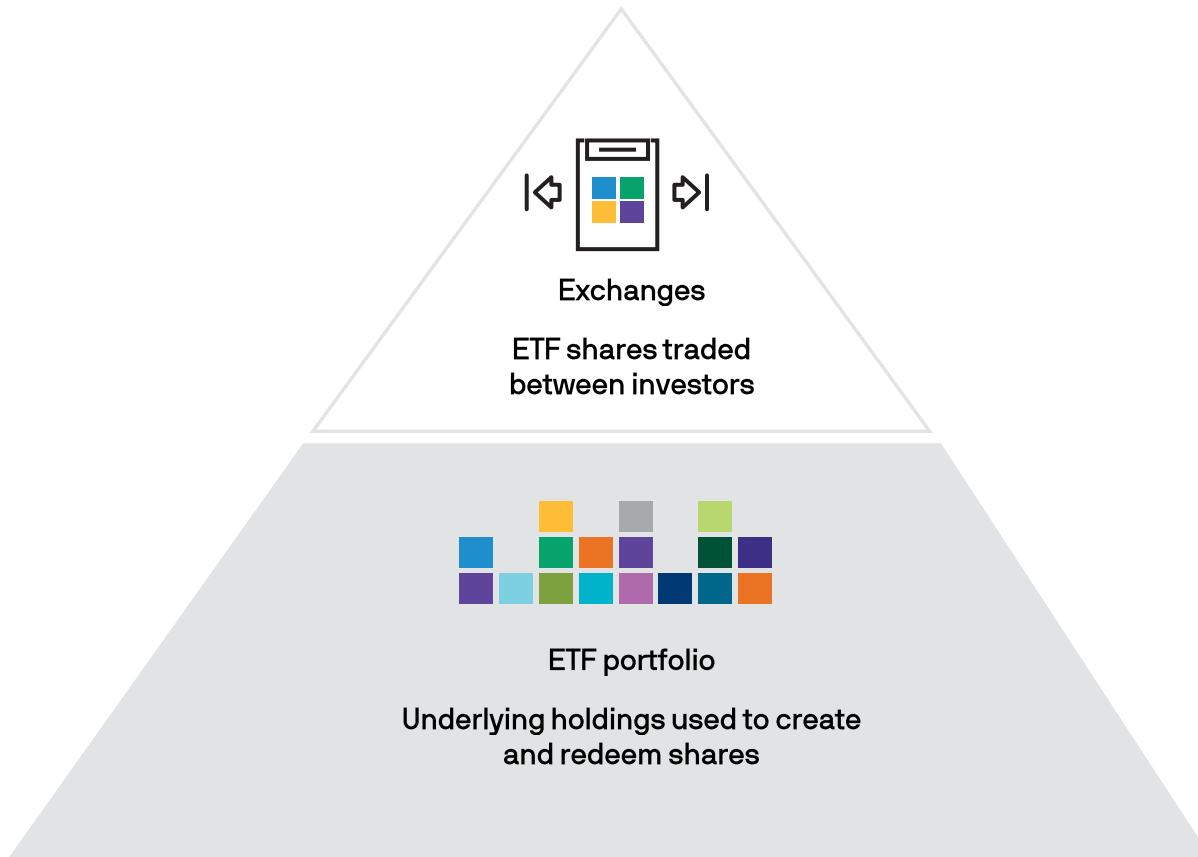 Exchanges
ETF shares traded
between investors
ETF portfolio
Underlying holdings used to create
and redeem shares